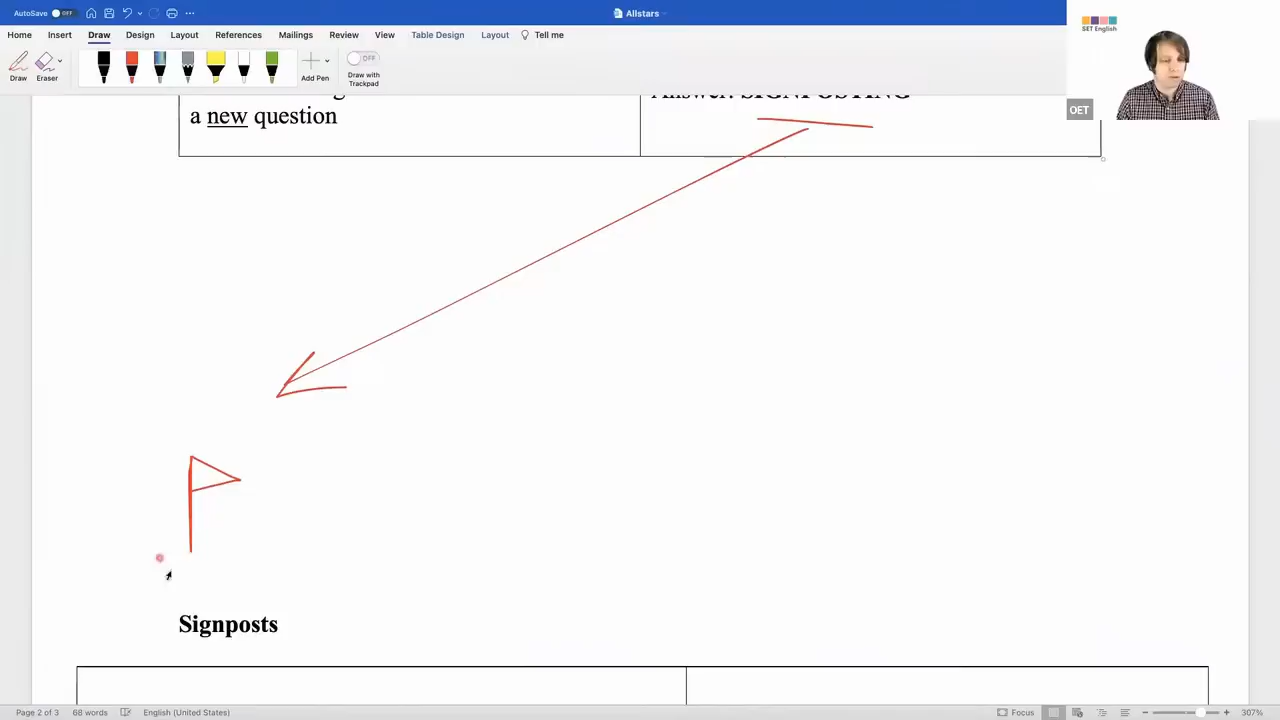 AutoSave OFF Allstars
SET English
Home Insert Draw Design Layout References Mailings Review View Table Design Layout Tell me
OFF
Draw Eraser Add Pen Draw with Trackpad
OET
Answer: SIGNPOSTING
a new question
Signposts
Page 2 of 3 68 words English (United States) Focus 307%